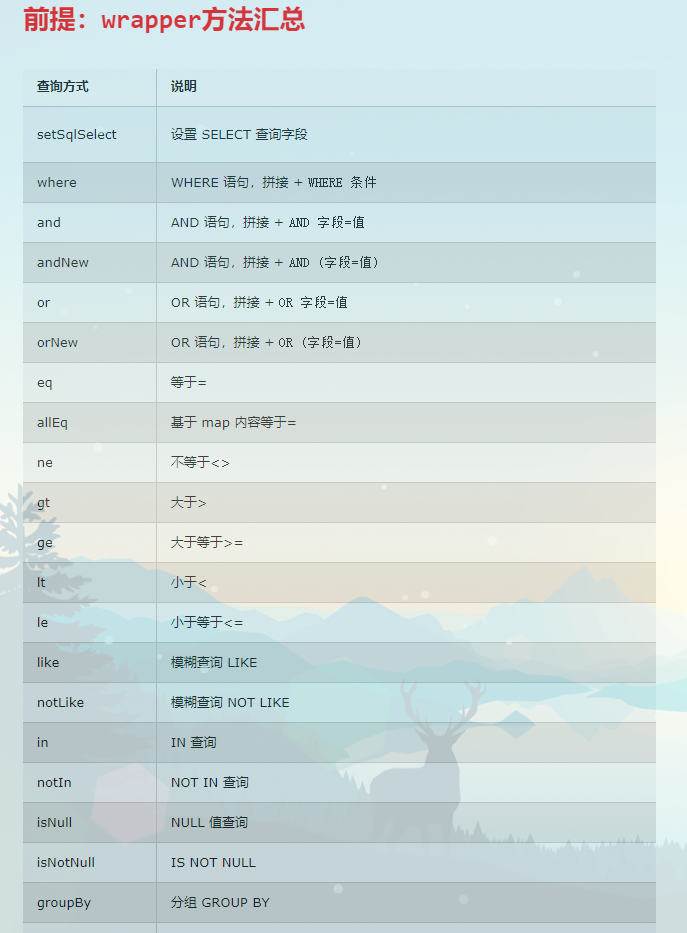 前提：wrapper方法汇总
查询方式 说明
setSqlSelect 设置 SELECT 查询字段
where WHERE 语句，拼接 + WHERE 条件
and AND 语句，拼接 + AND 字段=值
andNew AND 语句，拼接 + AND (字段=值)
or OR 语句，拼接 + OR 字段=值
orNew OR 语句，拼接 + OR (字段=值)
eq 等于=
allEq 基于 map 内容等于=
ne 不等于<>
gt 大于>
ge 大于等于>=
lt 小于<
le 小于等于<=
like 模糊查询 LIKE
notLike 模糊查询 NOT LIKE
in IN 查询
notIn NOT IN 查询
isNull NULL 值查询
isNotNull IS NOT NULL
groupBy 分组 GROUP BY